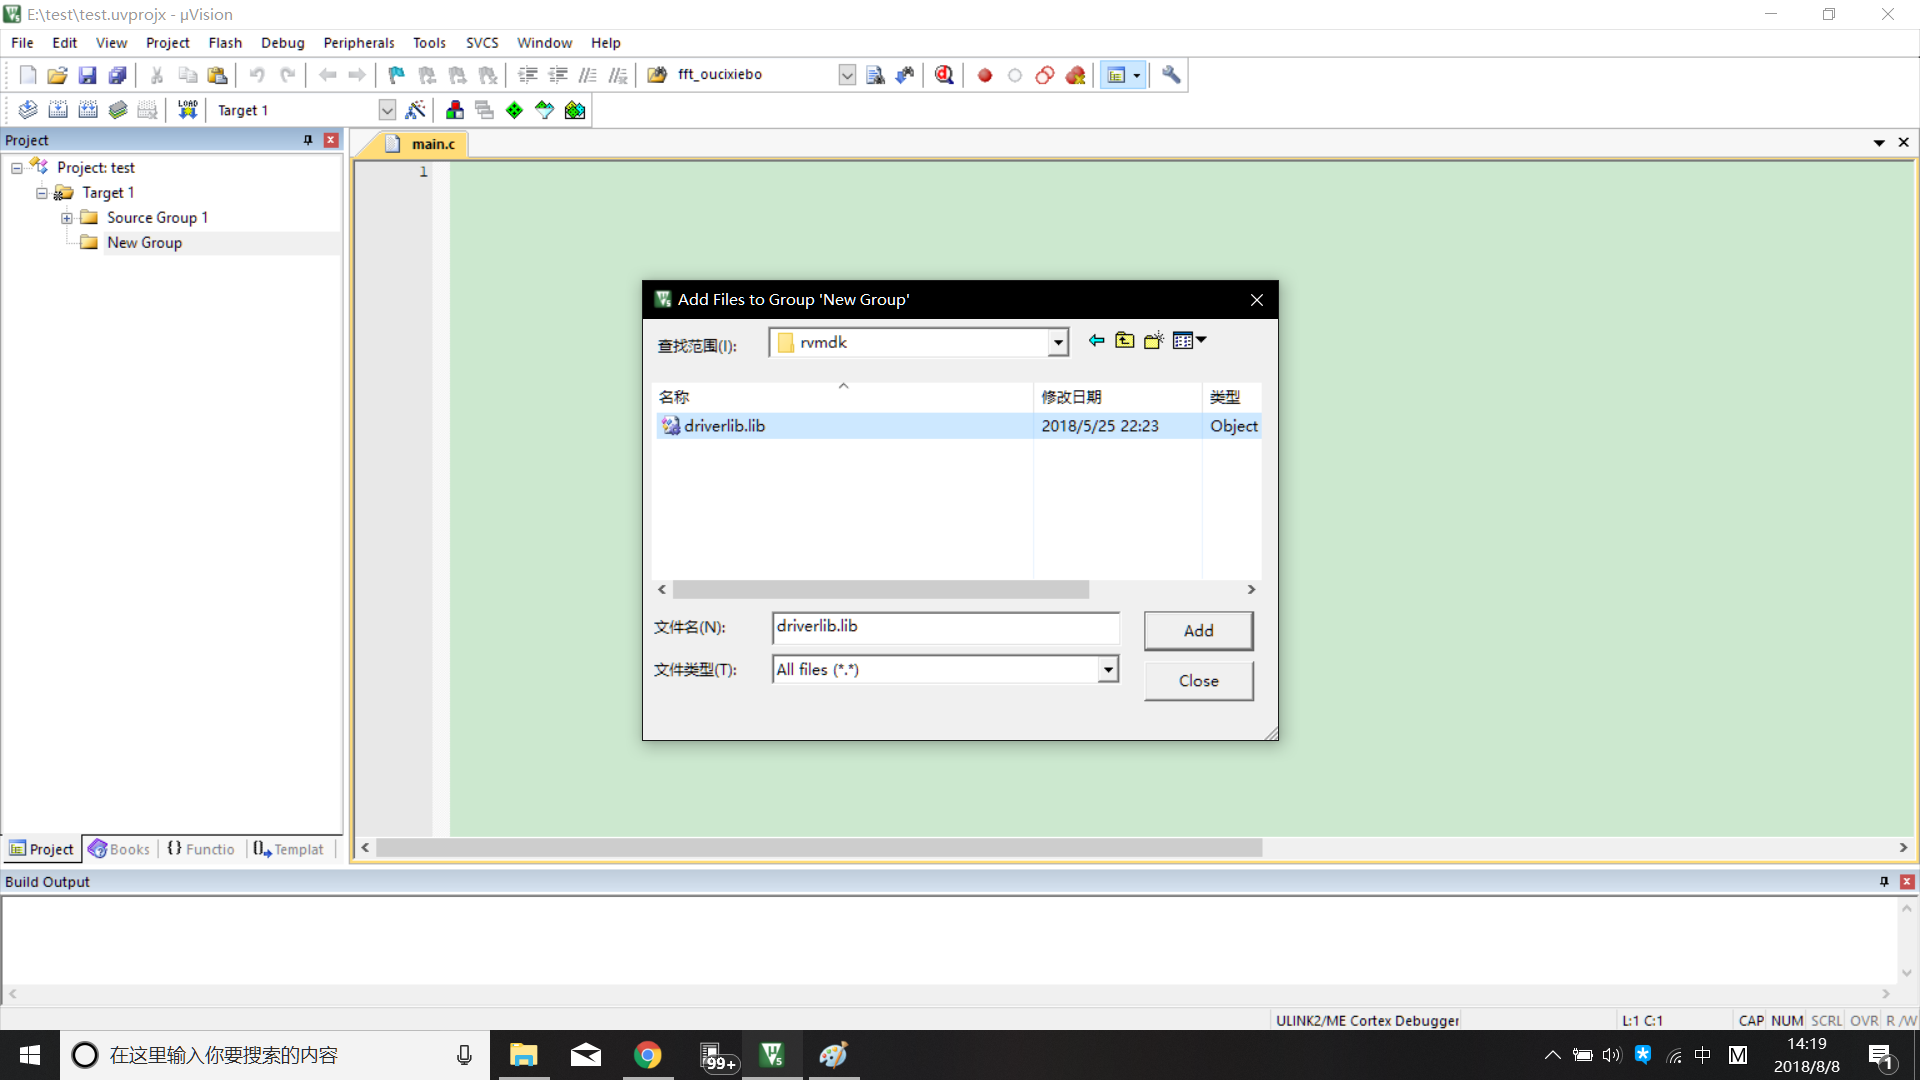 E:\test\test.uvprojx - µVision
File Edit View Project Flash Debug Peripherals Tools SVCS Window Help
fft_oucixiebo
LOAD Target 1
Project
main.c
1
Project: test
Target 1
Source Group 1
New Group
Add Files to Group 'New Group'
查找范围(I): rvmdk
名称 修改日期 类型
driverlib.lib 2018/5/25 22:23 Object
文件名(N): driverlib.lib Add
文件类型(T): All files (*.*) Close
Project Books {} Functio Templat
Build Output
ULINK2/ME Cortex Debugger L:1 C:1 CAP NUM SCRL OVR R/W
在这里输入你要搜索的内容 99+ 中 M 14:19 1
2018/8/8